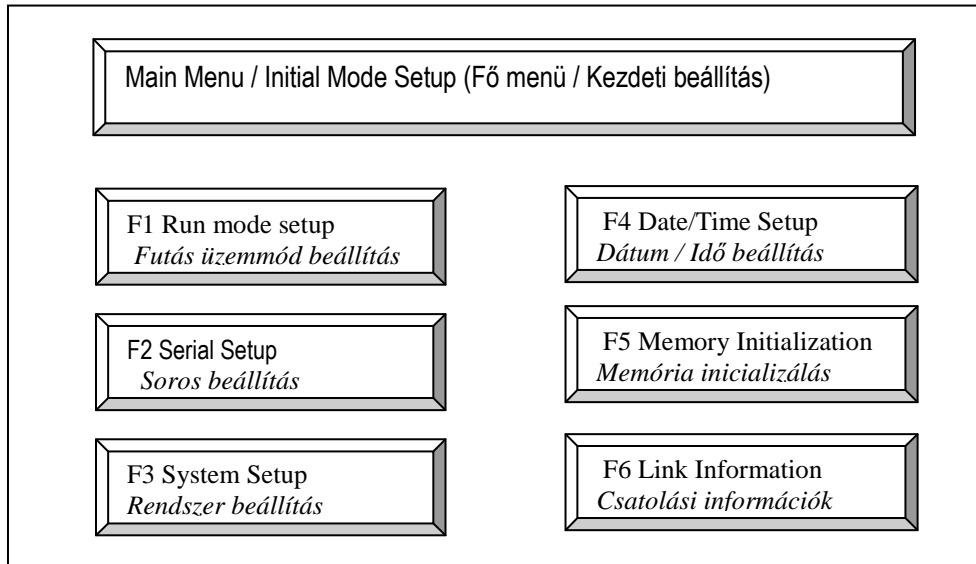 Main Menu / Initial Mode Setup (Fő menü / Kezdeti beállítás)
F1 Run mode setup
Futás üzemmód beállítás
F2 Serial Setup
Soros beállítás
F3 System Setup
Rendszer beállítás
F4 Date/Time Setup
Dátum / Idő beállítás
F5 Memory Initialization
Memória inicializálás
F6 Link Information
Csatolási információk